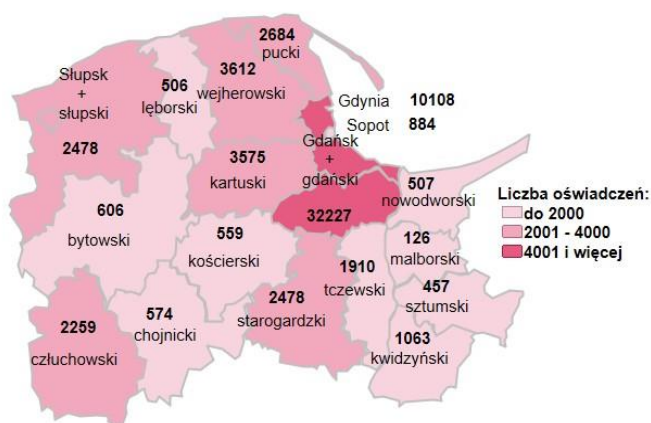 2684
pucki
3612
wejherowski
Słupsk
+
słupski
2478
506
lęborski
Gdynia 10108
Sopot 884
Gdańsk
+
gdański
32227
3575
kartuski
507
nowodworski
606
bytowski
559
kościerski
126
malborski
1910
tczewski
457
sztumski
2478
starogardzki
574
chojnicki
2259
człuchowski
1063
kwidzyński
Liczba oświadczeń:
do 2000
2001 - 4000
4001 i więcej